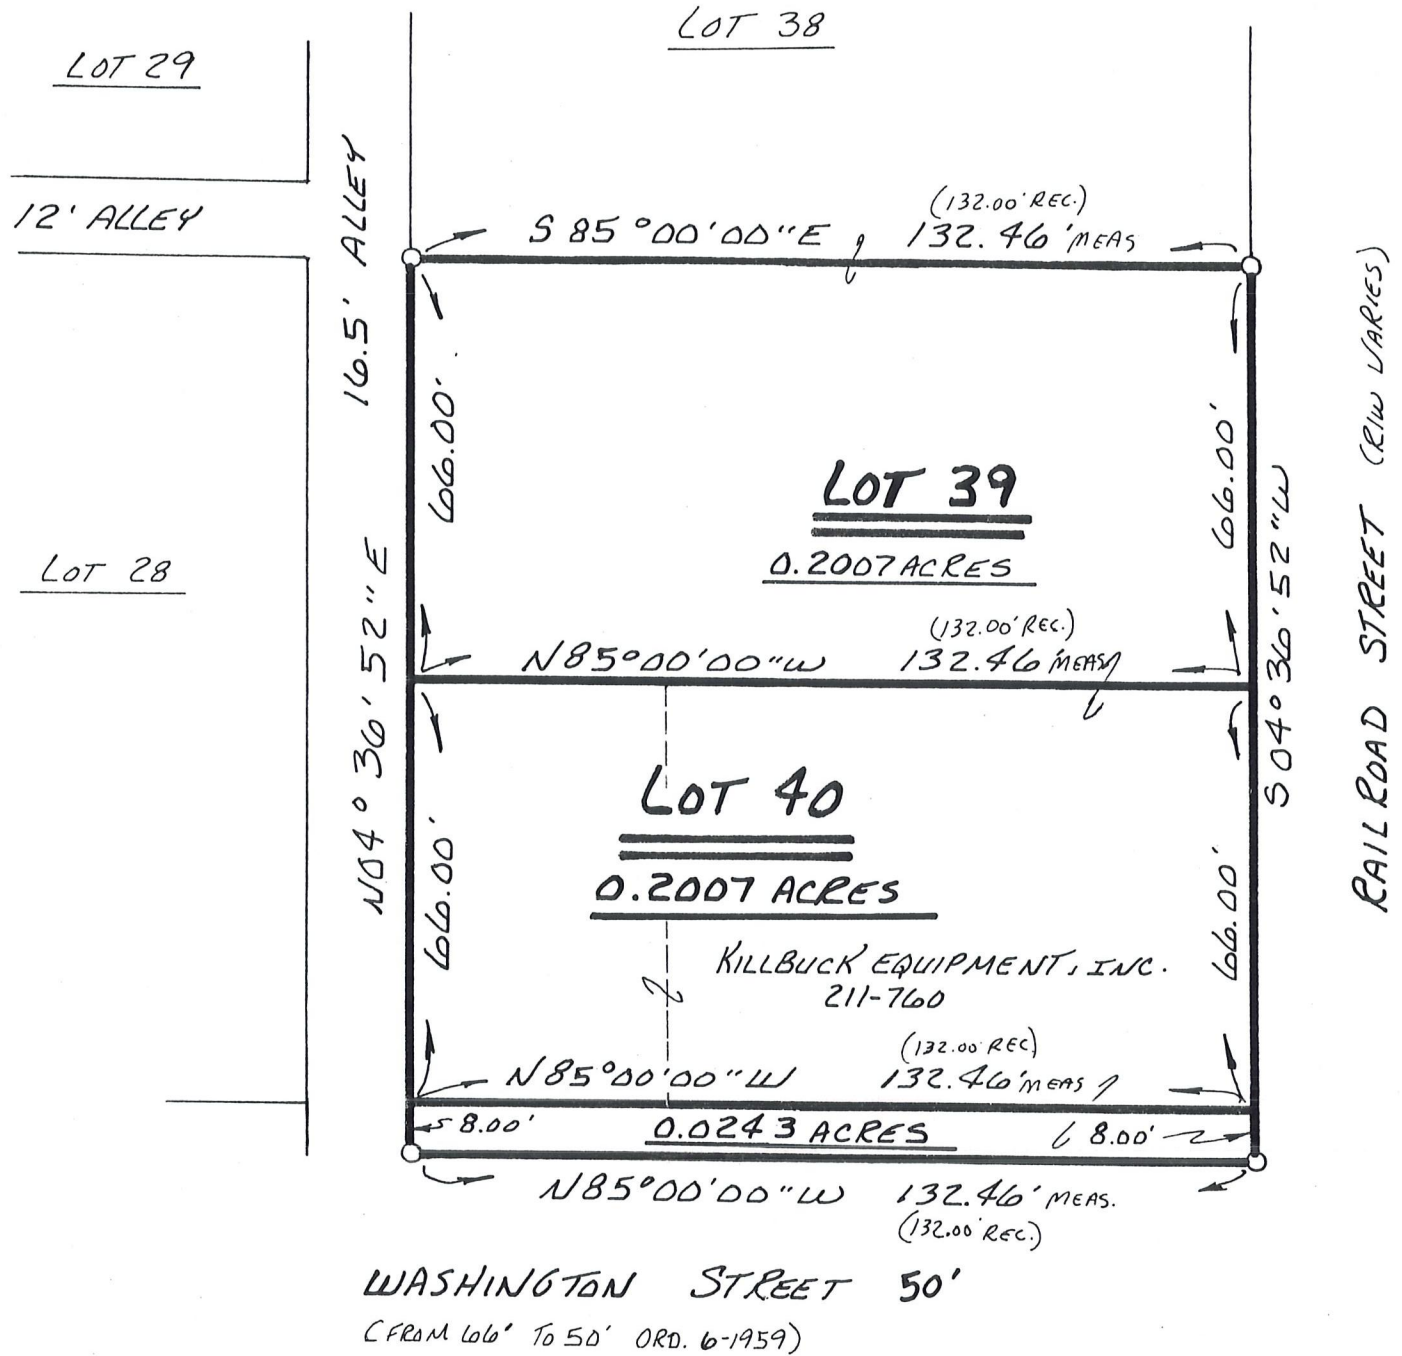 LOT 38
LOT 29
12' ALLEY
16.5' ALLEY
(132.00' REC.)
S 85°00'00"E 132.46' MEAS
66.00'
66.00'
LOT 39
0.2007 ACRES
LOT 28
N04°36'52"E
S04°36'52"W
RAILROAD STREET (R/W VARIES)
(132.00' REC.)
N85°00'00"W 132.46' MEAS
LOT 40
0.2007 ACRES
66.00'
66.00'
KILLBUCK EQUIPMENT, INC.
211-760
(132.00' REC)
N85°00'00"W 132.46' MEAS
8.00'
0.0243 ACRES
8.00'
N85°00'00"W 132.46' MEAS.
(132.00' REC.)
WASHINGTON STREET 50'
(FROM 66' TO 50' ORD. 6-1959)